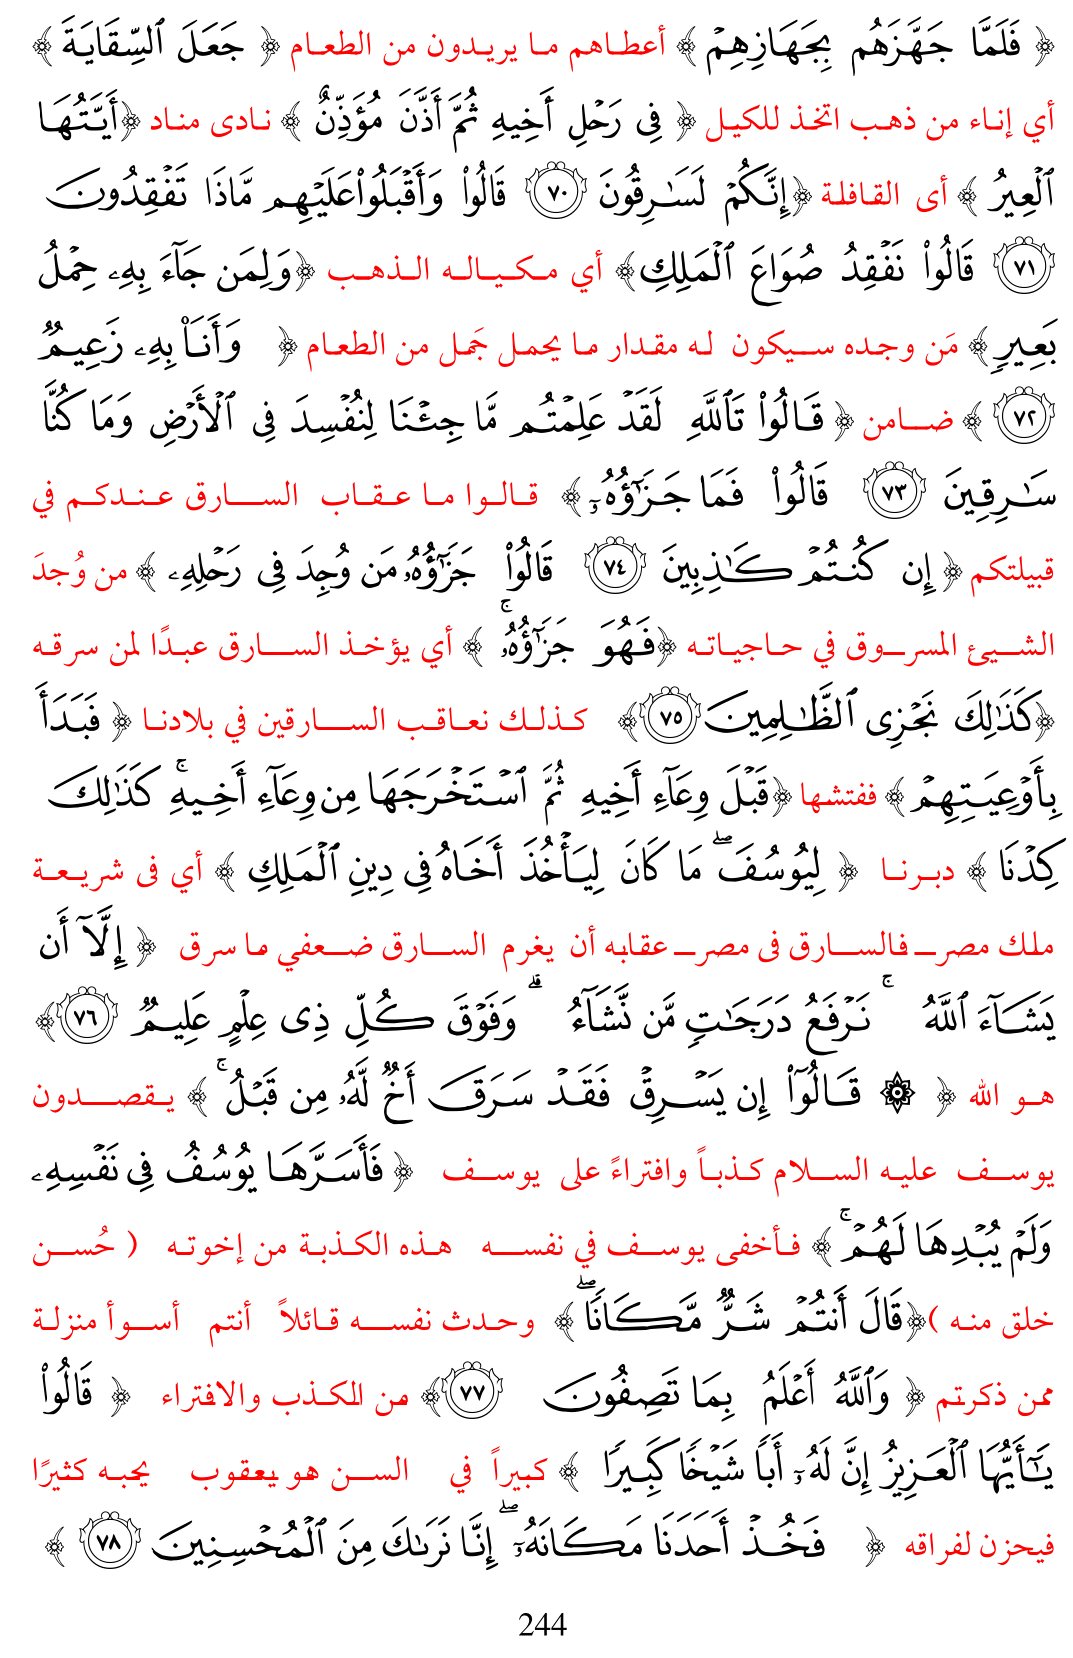 ﴿ فَلَمَّا جَهَّزَهُم بِجَهَازِهِمْ ﴾ أعطاهم ما يريدون من الطعام ﴿ جَعَلَ ٱلسِّقَايَةَ ﴾
أي إناء من ذهب اتخذ للكيل ﴿ فِى رَحْلِ أَخِيهِ ثُمَّ أَذَّنَ مُؤَذِّنٌ ﴾ نادى مناد ﴿أَيَّتُهَا
ٱلْعِيرُ ﴾ أى القافلة ﴿إِنَّكُمْ لَسَـٰرِقُونَ ٧٠ قَالُوا۟ وَأَقْبَلُوا۟عَلَيْهِم مَّاذَا تَفْقِدُونَ
٧١ قَالُوا۟ نَفْقِدُ صُوَاعَ ٱلْمَلِكِ﴾ أي مكياله الذهب ﴿وَلِمَن جَآءَ بِهِۦ حِمْلُ
بَعِيرٍ﴾ مَن وجده سيكون له مقدار ما يحمل جَمل من الطعام ﴿ وَأَنَا۠ بِهِۦ زَعِيمٌ
٧٢ ﴾ ضامن ﴿ قَالُوا۟ تَٱللَّهِ لَقَدْ عَلِمْتُم مَّا جِئْنَا لِنُفْسِدَ فِى ٱلْأَرْضِ وَمَا كُنَّا
سَـٰرِقِينَ ٧٣ قَالُوا۟ فَمَا جَزَٰٓؤُهُۥٓ ﴾ قالوا ما عقاب السارق عندكم في
قبيلتكم ﴿ إِن كُنتُمْ كَـٰذِبِينَ ٧٤ قَالُوا۟ جَزَٰٓؤُهُۥ مَن وُجِدَ فِى رَحْلِهِۦ ﴾ من وُجدَ
الشيئ المسروق في حاجياته ﴿فَهُوَ جَزَٰٓؤُهُۥ ۚ ﴾ أي يؤخذ السارق عبدًا لمن سرقه
﴿كَذَٰلِكَ نَجْزِى ٱلظَّـٰلِمِينَ ٧٥﴾ كذلك نعاقب السارقين في بلادنا ﴿ فَبَدَأَ
بِأَوْعِيَتِهِمْ ﴾ ففتشها ﴿قَبْلَ وِعَآءِ أَخِيهِ ثُمَّ ٱسْتَخْرَجَهَا مِن وِعَآءِ أَخِيهِ ۚ كَذَٰلِكَ
كِدْنَا ﴾ دبرنا ﴿ لِيُوسُفَ ۖ مَا كَانَ لِيَأْخُذَ أَخَاهُ فِى دِينِ ٱلْمَلِكِ ﴾ أي فى شريعة
ملك مصر فالسارق فى مصر عقابه أن يغرم السارق ضعفي ما سرق ﴿ إِلَّآ أَن
يَشَآءَ ٱللَّهُ ۚ نَرْفَعُ دَرَجَـٰتٍ مَّن نَّشَآءُ ۗ وَفَوْقَ كُلِّ ذِى عِلْمٍ عَلِيمٌ ٧٦﴾
هو الله ﴿ ۞ قَالُوٓا۟ إِن يَسْرِقْ فَقَدْ سَرَقَ أَخٌ لَّهُۥ مِن قَبْلُ ۚ ﴾ يقصدون
يوسف عليه السلام كذباً وافتراءً على يوسف ﴿ فَأَسَرَّهَا يُوسُفُ فِى نَفْسِهِۦ
وَلَمْ يُبْدِهَا لَهُمْ ۚ ﴾ فأخفى يوسف في نفسه هذه الكذبة من إخوته ( حُسن
خلق منه )﴿قَالَ أَنتُمْ شَرٌّ مَّكَانًا ۖ ﴾ وحدث نفسه قائلاً أنتم أسوأ منزلة
ممن ذكرتم ﴿ وَٱللَّهُ أَعْلَمُ بِمَا تَصِفُونَ ٧٧﴾ من الكذب والافتراء ﴿ قَالُوا۟
يَـٰٓأَيُّهَا ٱلْعَزِيزُ إِنَّ لَهُۥٓ أَبًا شَيْخًا كَبِيرًا ﴾ كبيراً في السن هو يعقوب يحبه كثيرًا
فيحزن لفراقه ﴿ فَخُذْ أَحَدَنَا مَكَانَهُۥٓ ۖ إِنَّا نَرَىٰكَ مِنَ ٱلْمُحْسِنِينَ ٧٨ ﴾
244